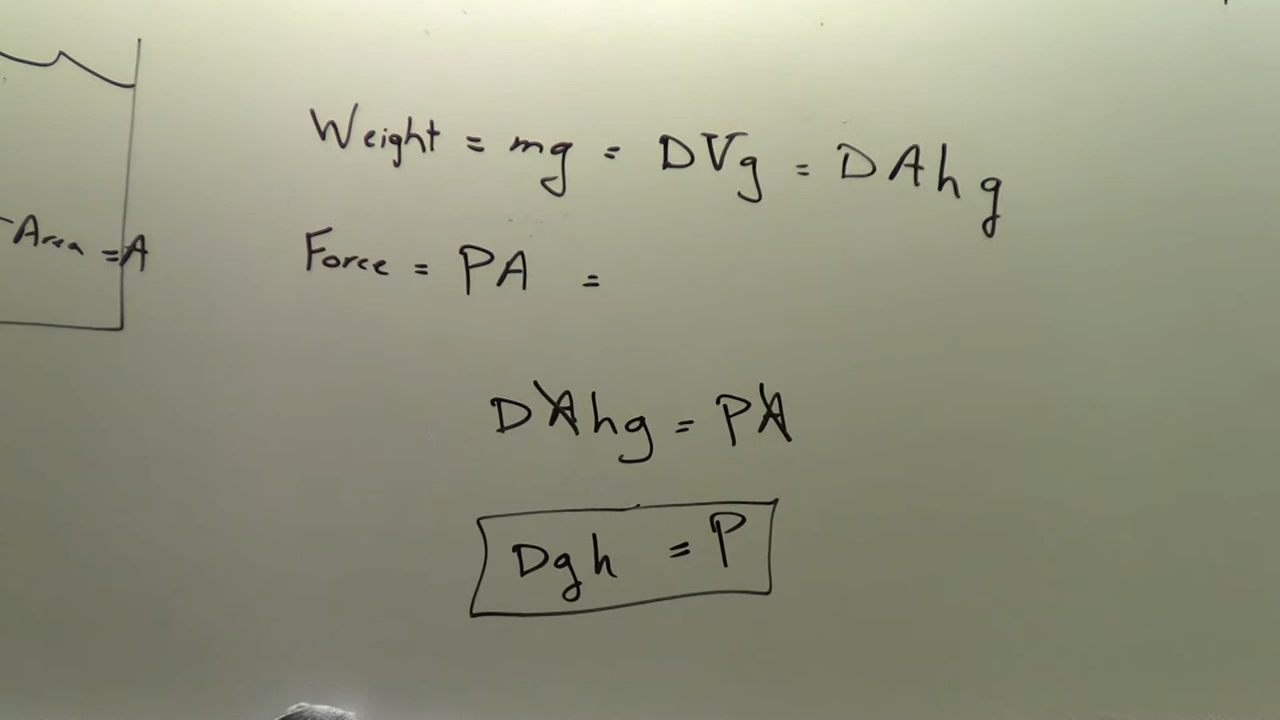 Weight = mg = DVg = DAhg
Area = A
Force = PA =
DAhg = PA
Dgh = P